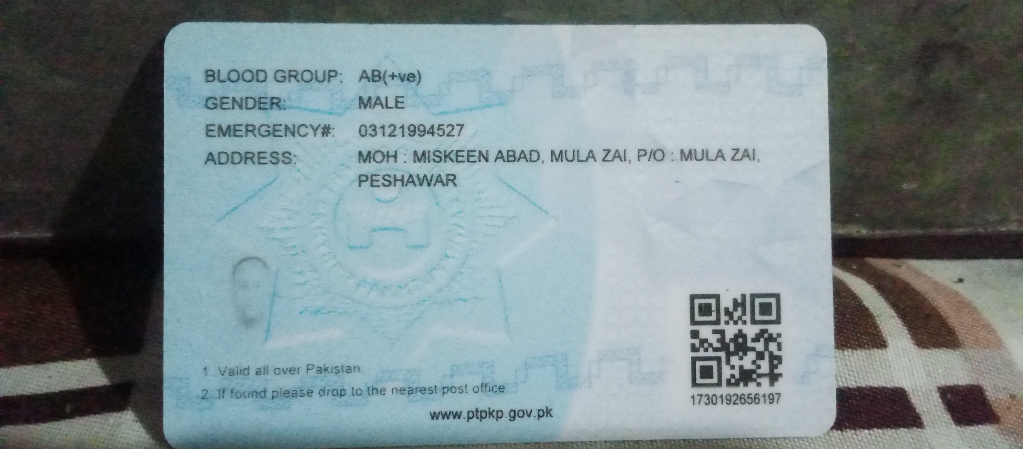 BLOOD GROUP: AB(+ve)
GENDER: MALE
EMERGENCY#: 03121994527
ADDRESS: MOH : MISKEEN ABAD, MULA ZAI, P/O : MULA ZAI,
PESHAWAR
1. Valid all over Pakistan.
2. If found please drop to the nearest post office.
www.ptpkp.gov.pk
1730192656197